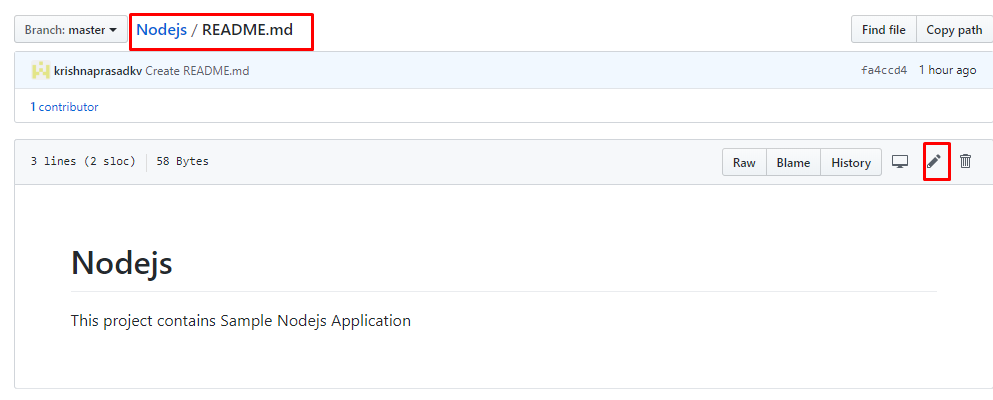 Branch: master Nodejs / README.md Find file Copy path
krishnaprasadkv Create README.md fa4ccd4 1 hour ago
1 contributor
3 lines (2 sloc) 58 Bytes Raw Blame History
Nodejs
This project contains Sample Nodejs Application